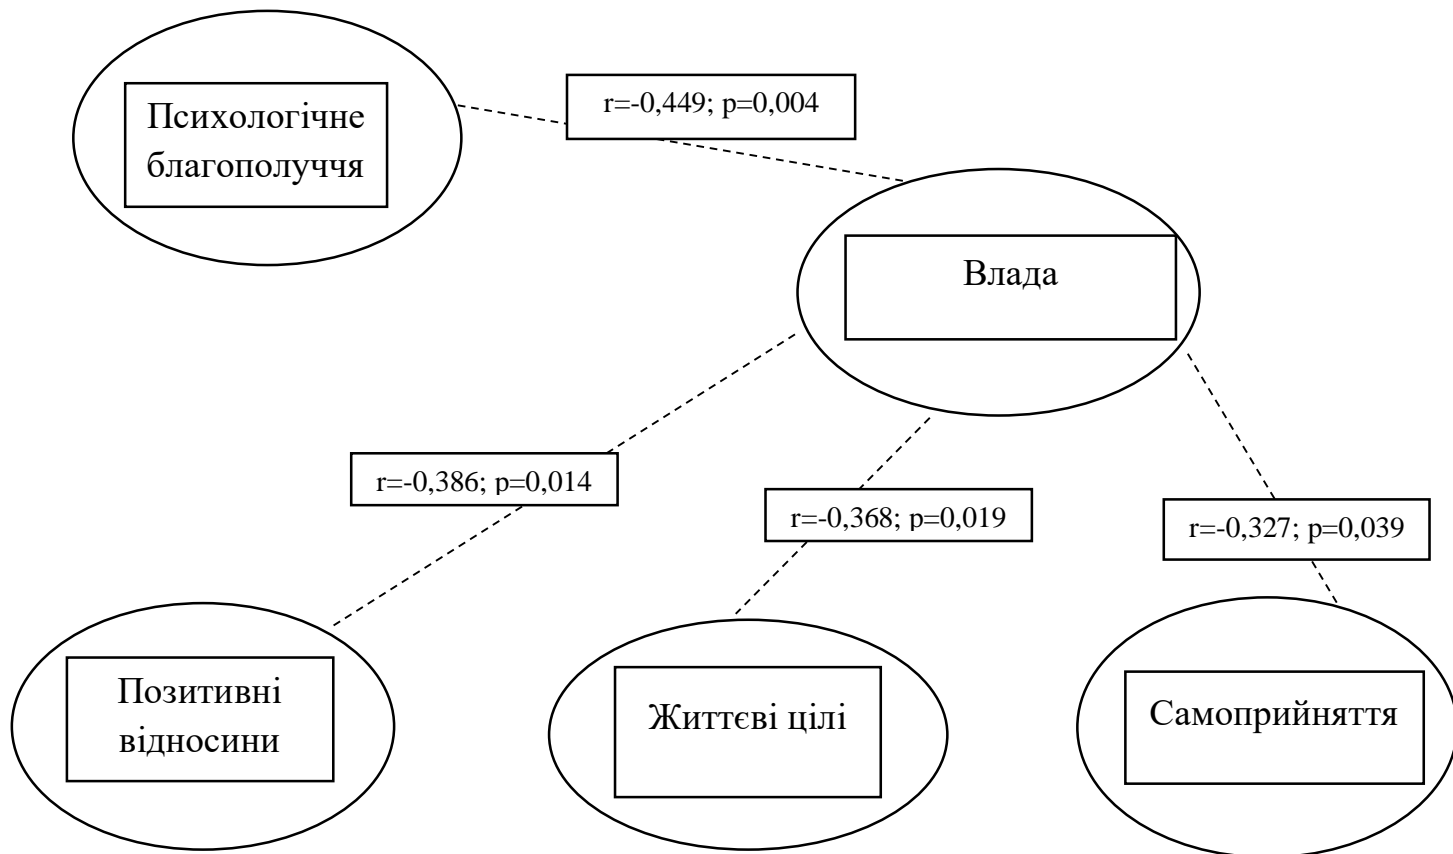 Психологічне
благополуччя
r=-0,449; p=0,004
Влада
r=-0,386; p=0,014
r=-0,368; p=0,019
r=-0,327; p=0,039
Позитивні
відносини
Життєві цілі
Самоприйняття